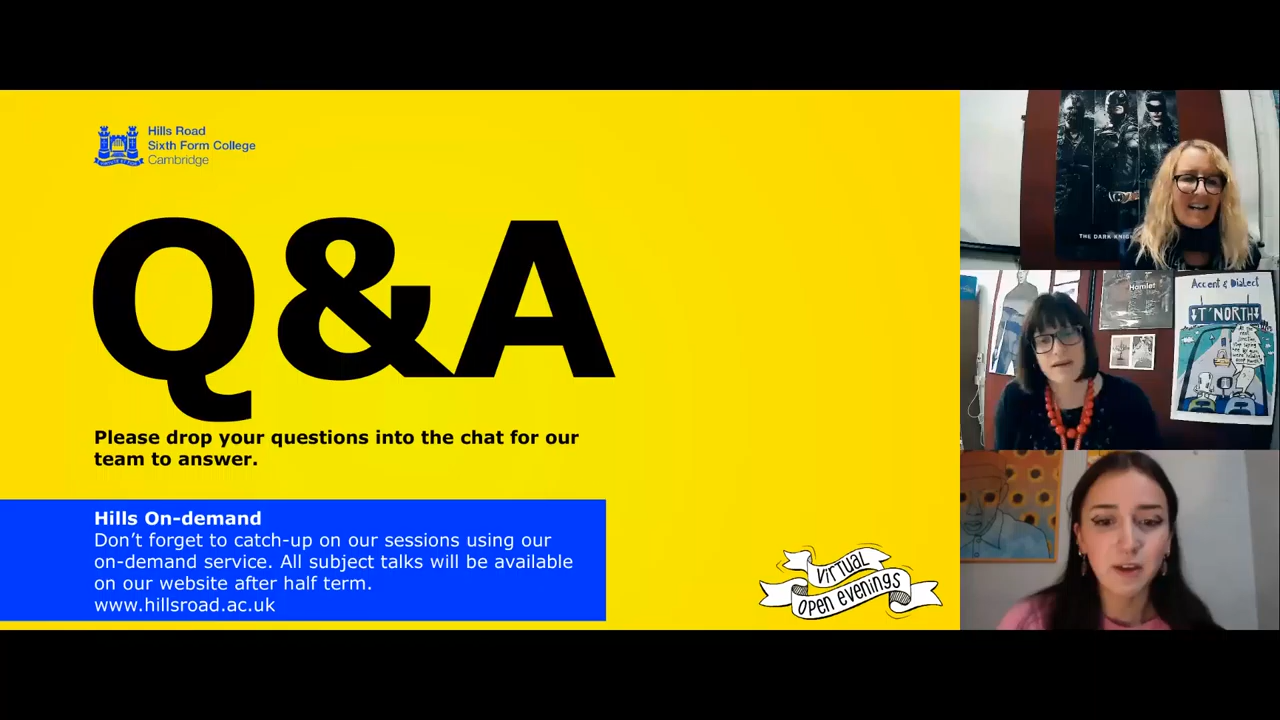 Hills Road
Sixth Form College
Cambridge
Q&A
Please drop your questions into the chat for our
team to answer.
Hills On-demand
Don’t forget to catch-up on our sessions using our
on-demand service. All subject talks will be available
on our website after half term.
www.hillsroad.ac.uk
VIRTUAL
OPEN EVENINGS
THE DARK KNIG
Hamlet
Accent & Dialect
T'NORTH